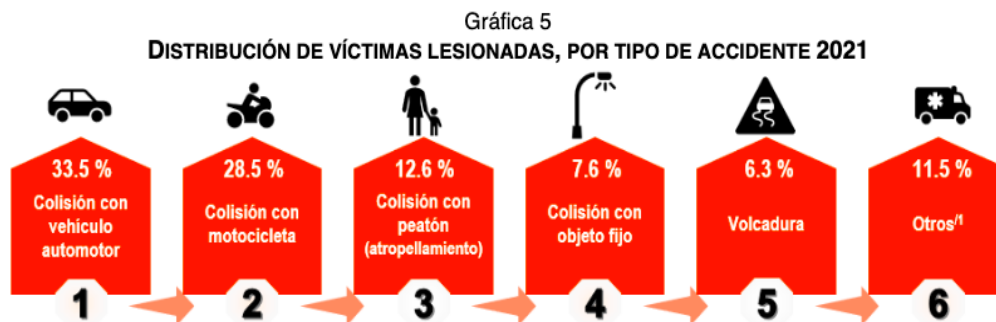 Gráfica 5
DISTRIBUCIÓN DE VÍCTIMAS LESIONADAS, POR TIPO DE ACCIDENTE 2021
33.5 %
Colisión con
vehículo
automotor
1
28.5 %
Colisión con
motocicleta
2
12.6 %
Colisión con
peatón
(atropellamiento)
3
7.6 %
Colisión con
objeto fijo
4
6.3 %
Volcadura
5
11.5 %
Otros/1
6